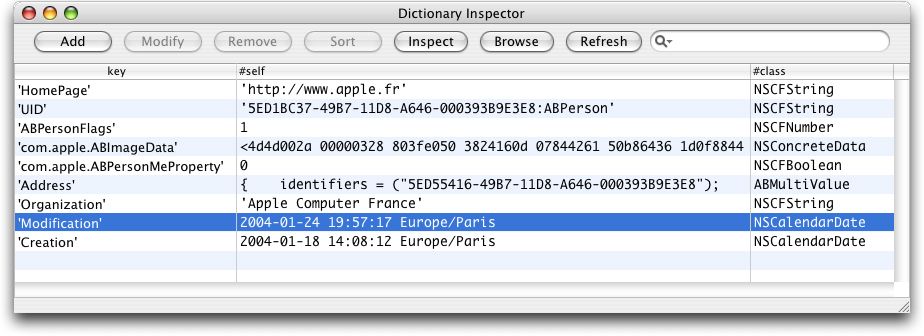 Dictionary Inspector
Add Modify Remove Sort Inspect Browse Refresh
key #self #class
'HomePage' 'http://www.apple.fr' NSCFString
'UID' '5ED1BC37-49B7-11D8-A646-000393B9E3E8:ABPerson' NSCFString
'ABPersonFlags' 1 NSCFNumber
'com.apple.ABImageData' <4d4d002a 00000328 803fe050 3824160d 07844261 50b86436 1d0f8844 NSConcreteData
'com.apple.ABPersonMeProperty' 0 NSCFBoolean
'Address' { identifiers = ("5ED55416-49B7-11D8-A646-000393B9E3E8"); ABMultiValue
'Organization' 'Apple Computer France' NSCFString
'Modification' 2004-01-24 19:57:17 Europe/Paris NSCalendarDate
'Creation' 2004-01-18 14:08:12 Europe/Paris NSCalendarDate